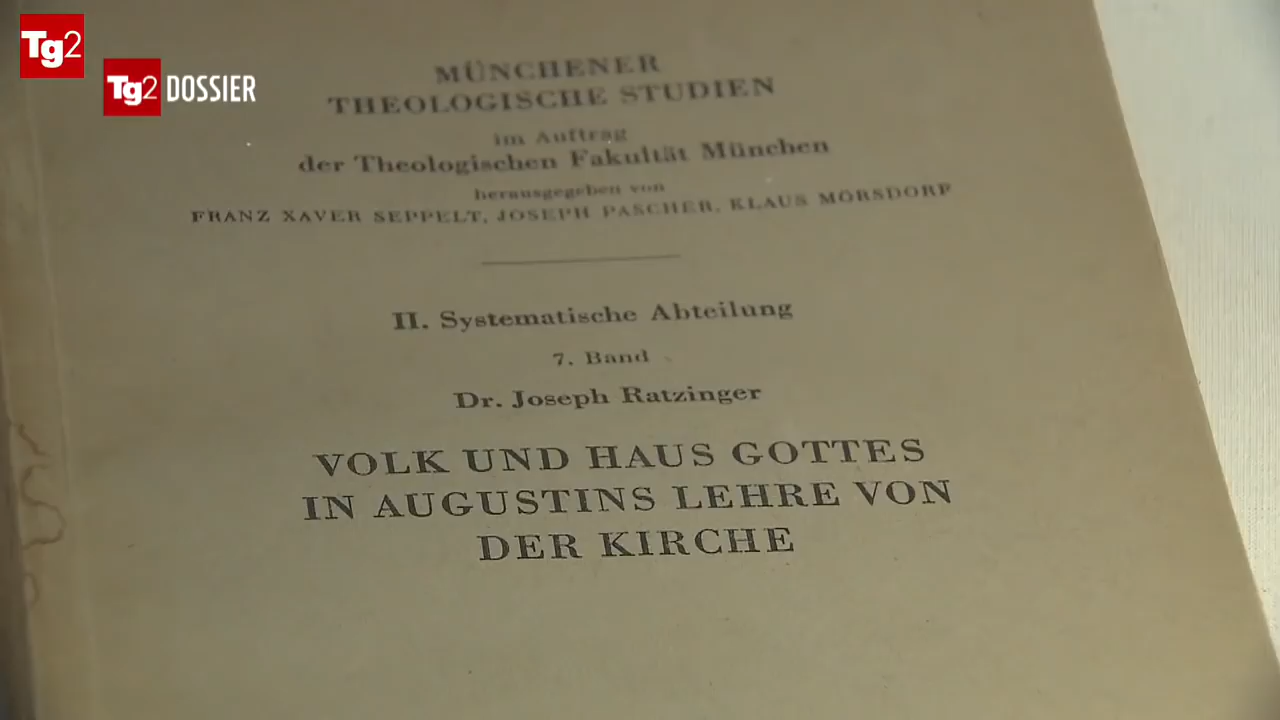 Tg2
Tg2 DOSSIER
MÜNCHENER
THEOLOGISCHE STUDIEN
im Auftrag
der Theologischen Fakultät München
herausgegeben von
FRANZ XAVER SEPPELT, JOSEPH PASCHER, KLAUS MÖRSDORF
II. Systematische Abteilung
7. Band
Dr. Joseph Ratzinger
VOLK UND HAUS GOTTES
IN AUGUSTINS LEHRE VON
DER KIRCHE